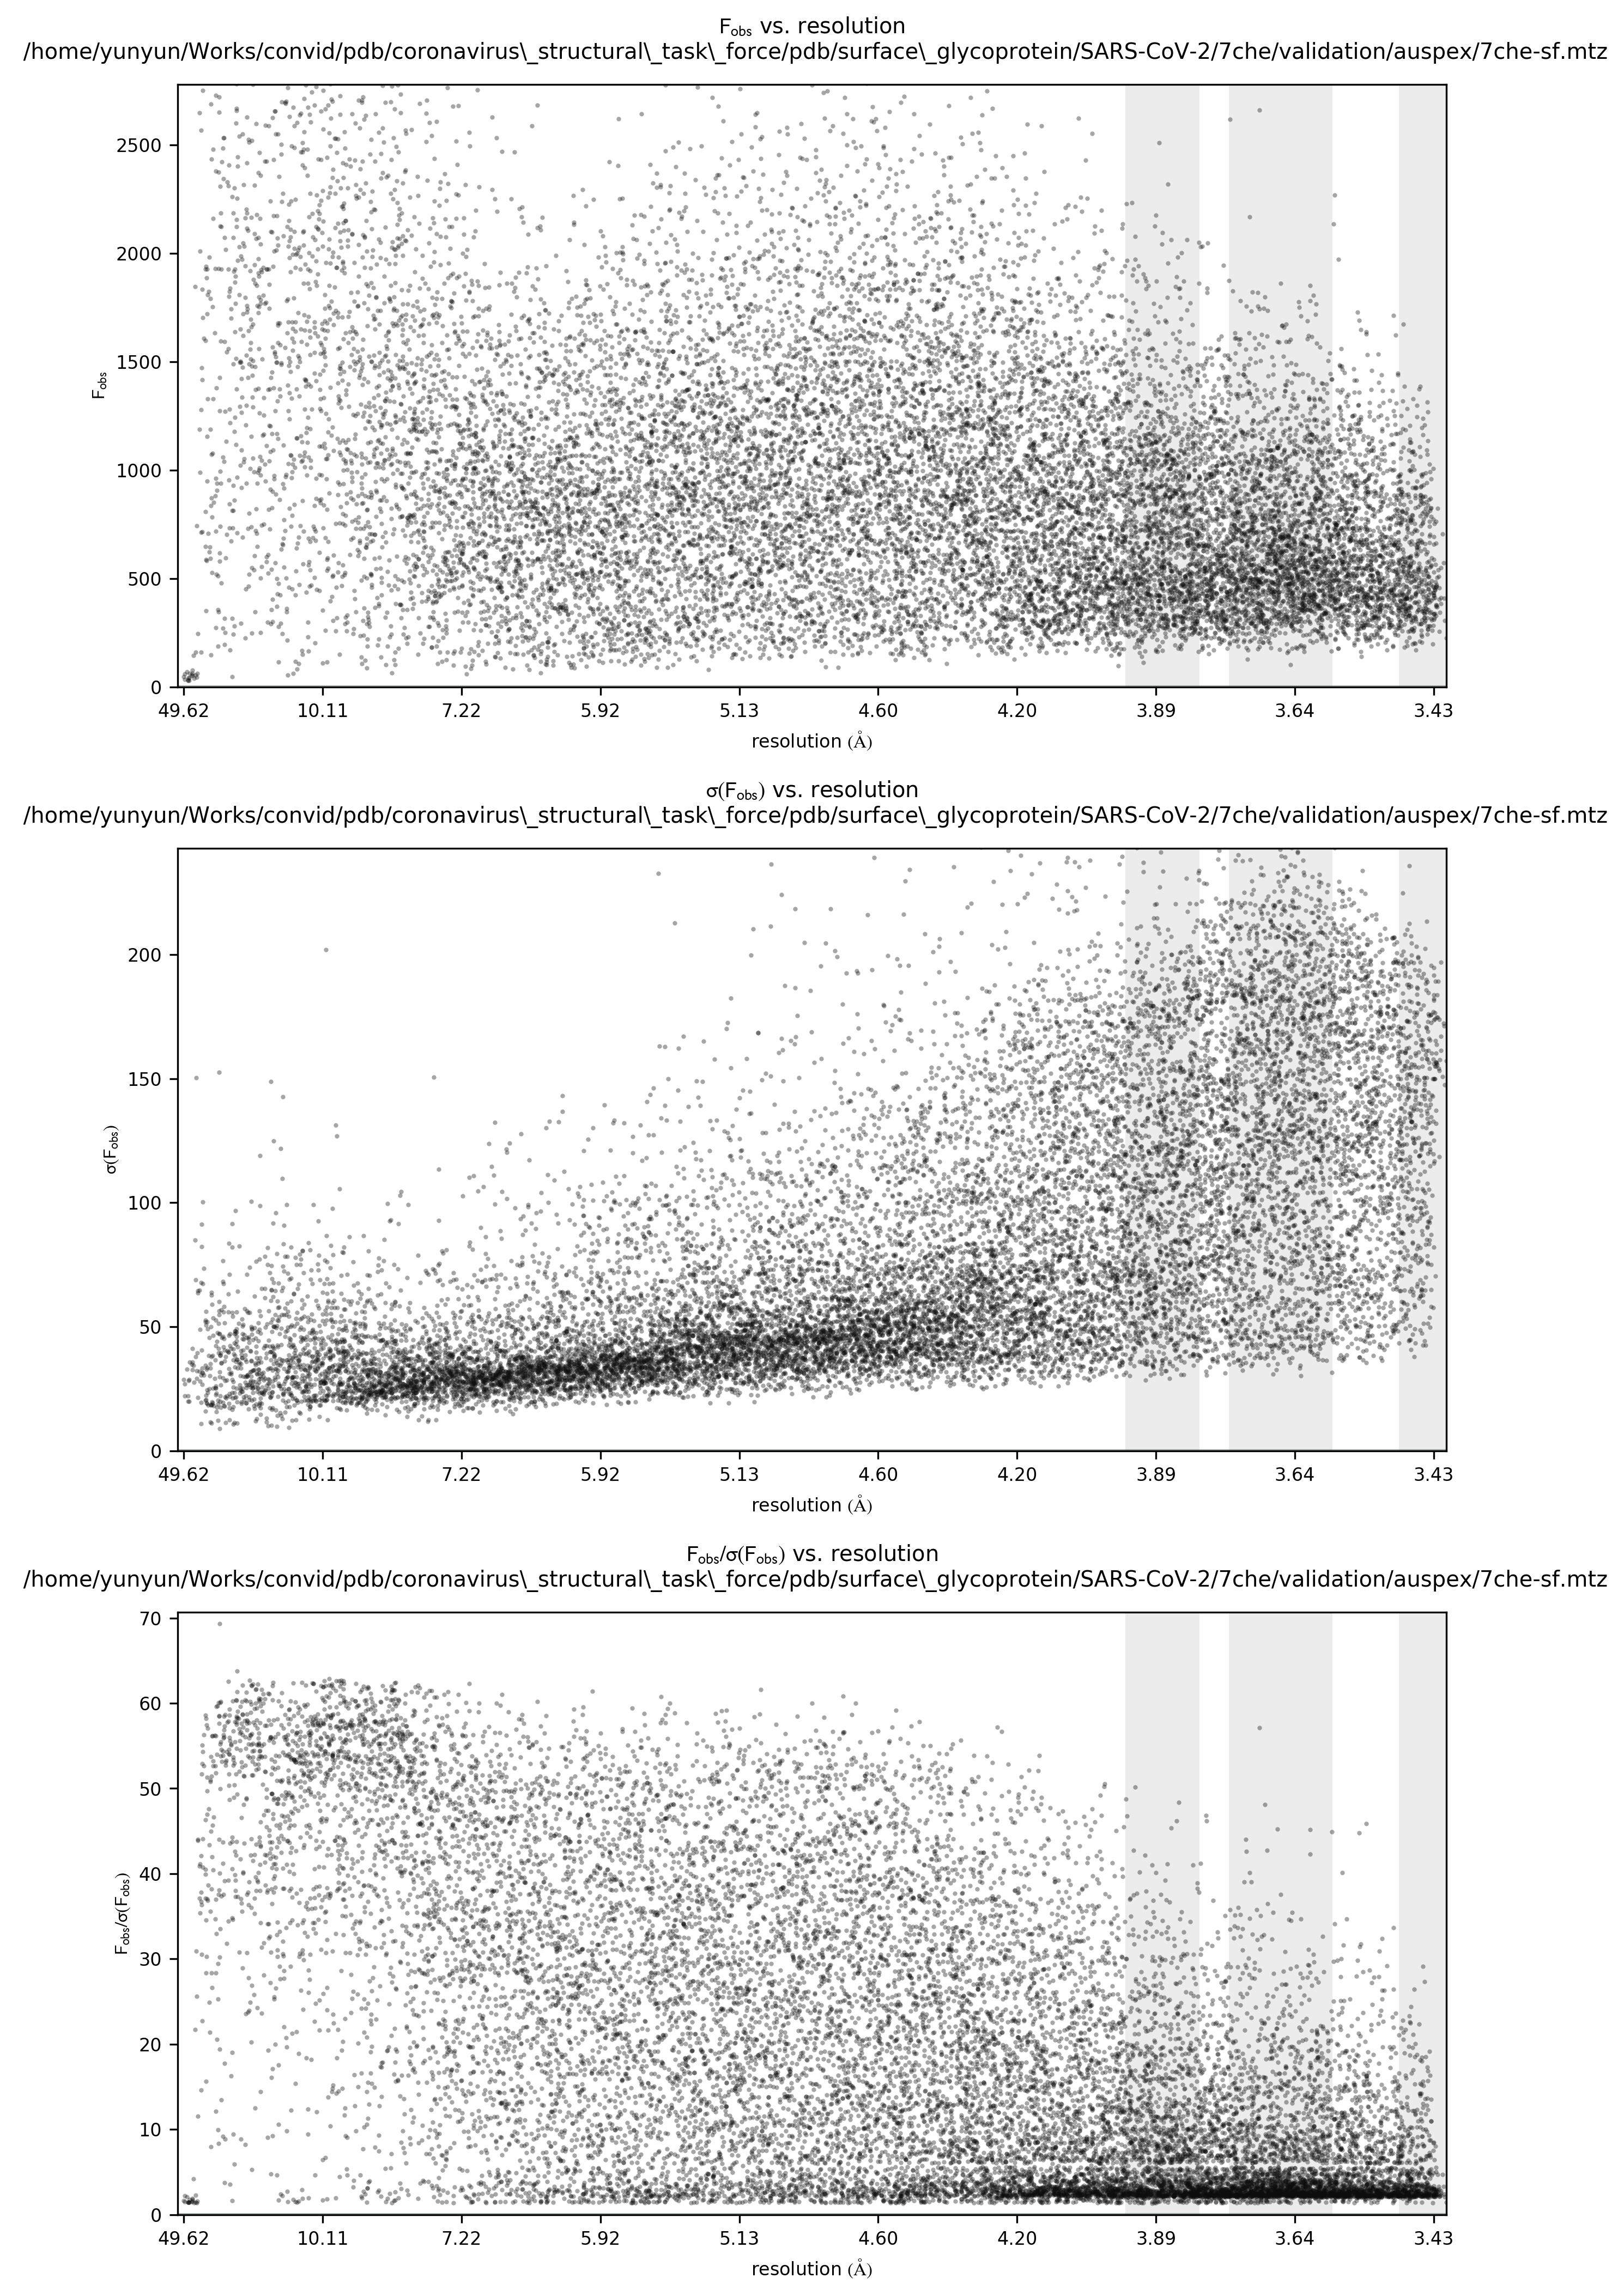 Fobs vs. resolution
/home/yunyun/Works/convid/pdb/coronavirus\_structural\_task\_force/pdb/surface\_glycoprotein/SARS-CoV-2/7che/validation/auspex/7che-sf.mtz
2500
2000
1500
1000
500
0
Fobs
49.62 10.11 7.22 5.92 5.13 4.60 4.20 3.89 3.64 3.43
resolution (Å)
σ(Fobs) vs. resolution
/home/yunyun/Works/convid/pdb/coronavirus\_structural\_task\_force/pdb/surface\_glycoprotein/SARS-CoV-2/7che/validation/auspex/7che-sf.mtz
200
150
100
50
0
σ(Fobs)
49.62 10.11 7.22 5.92 5.13 4.60 4.20 3.89 3.64 3.43
resolution (Å)
Fobs/σ(Fobs) vs. resolution
/home/yunyun/Works/convid/pdb/coronavirus\_structural\_task\_force/pdb/surface\_glycoprotein/SARS-CoV-2/7che/validation/auspex/7che-sf.mtz
70
60
50
40
30
20
10
0
Fobs/σ(Fobs)
49.62 10.11 7.22 5.92 5.13 4.60 4.20 3.89 3.64 3.43
resolution (Å)